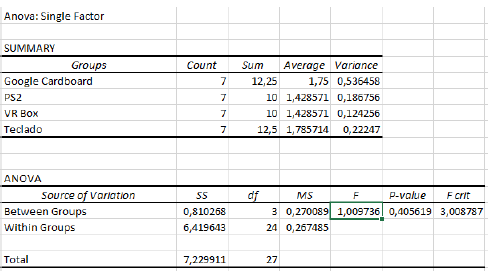 Anova: Single Factor
SUMMARY
Groups Count Sum Average Variance
Google Cardboard 7 12,25 1,75 0,536458
PS2 7 10 1,428571 0,186756
VR Box 7 10 1,428571 0,124256
Teclado 7 12,5 1,785714 0,22247
ANOVA
Source of Variation SS df MS F P-value F crit
Between Groups 0,810268 3 0,270089 1,009736 0,405619 3,008787
Within Groups 6,419643 24 0,267485
Total 7,229911 27